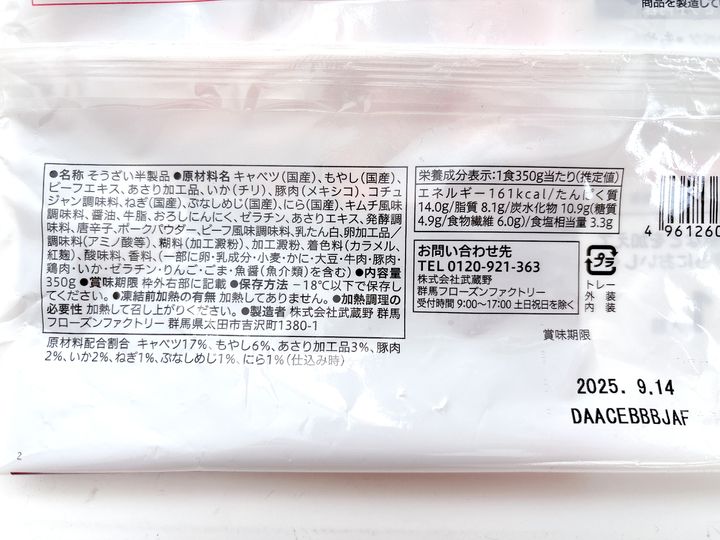 商品を製造してい
●名称 そうざい半製品 ●原材料名 キャベツ(国産)、もやし(国産)、
ビーフエキス、あさり加工品、いか(チリ)、豚肉(メキシコ)、コチュ
ジャン調味料、ねぎ(国産)、ぶなしめじ(国産)、にら(国産)、キムチ風味
調味料、醤油、牛脂、おろしにんにく、ゼラチン、あさりエキス、発酵調
味料、唐辛子、ポークパウダー、ビーフ風味調味料、乳たん白、卵加工品/
調味料(アミノ酸等)、糊料(加工澱粉)、加工澱粉、着色料(カラメル、
紅麹)、酸味料、香料、(一部に卵・乳成分・小麦・かに・大豆・牛肉・豚肉・
鶏肉・いか・ゼラチン・りんご・ごま・魚醤(魚介類)を含む) ●内容量
350g ●賞味期限 枠外右部に記載 ●保存方法 −18℃以下で保存し
てください。●凍結前加熱の有無 加熱してありません。●加熱調理の
必要性 加熱して召し上がりください。●製造者 株式会社武蔵野 群馬
フローズンファクトリー 群馬県太田市吉沢町1380-1
原材料配合割合 キャベツ17%、もやし6%、あさり加工品3%、豚肉
2%、いか2%、ねぎ1%、ぶなしめじ1%、にら1%(仕込み時)
栄養成分表示:1食350g当たり(推定値)
エネルギー161kcal/たんぱく質
14.0g/脂質 8.1g/炭水化物 10.9g(糖質
4.9g/食物繊維 6.0g)/食塩相当量 3.3g
お問い合わせ先
TEL 0120-921-363
株式会社武蔵野
群馬フローズンファクトリー
受付時間 9:00〜17:00 土日祝日を除く
プラ
トレー
外装
内装
4 961260
賞味期限
2025. 9.14
DAACEBBBJAF
2